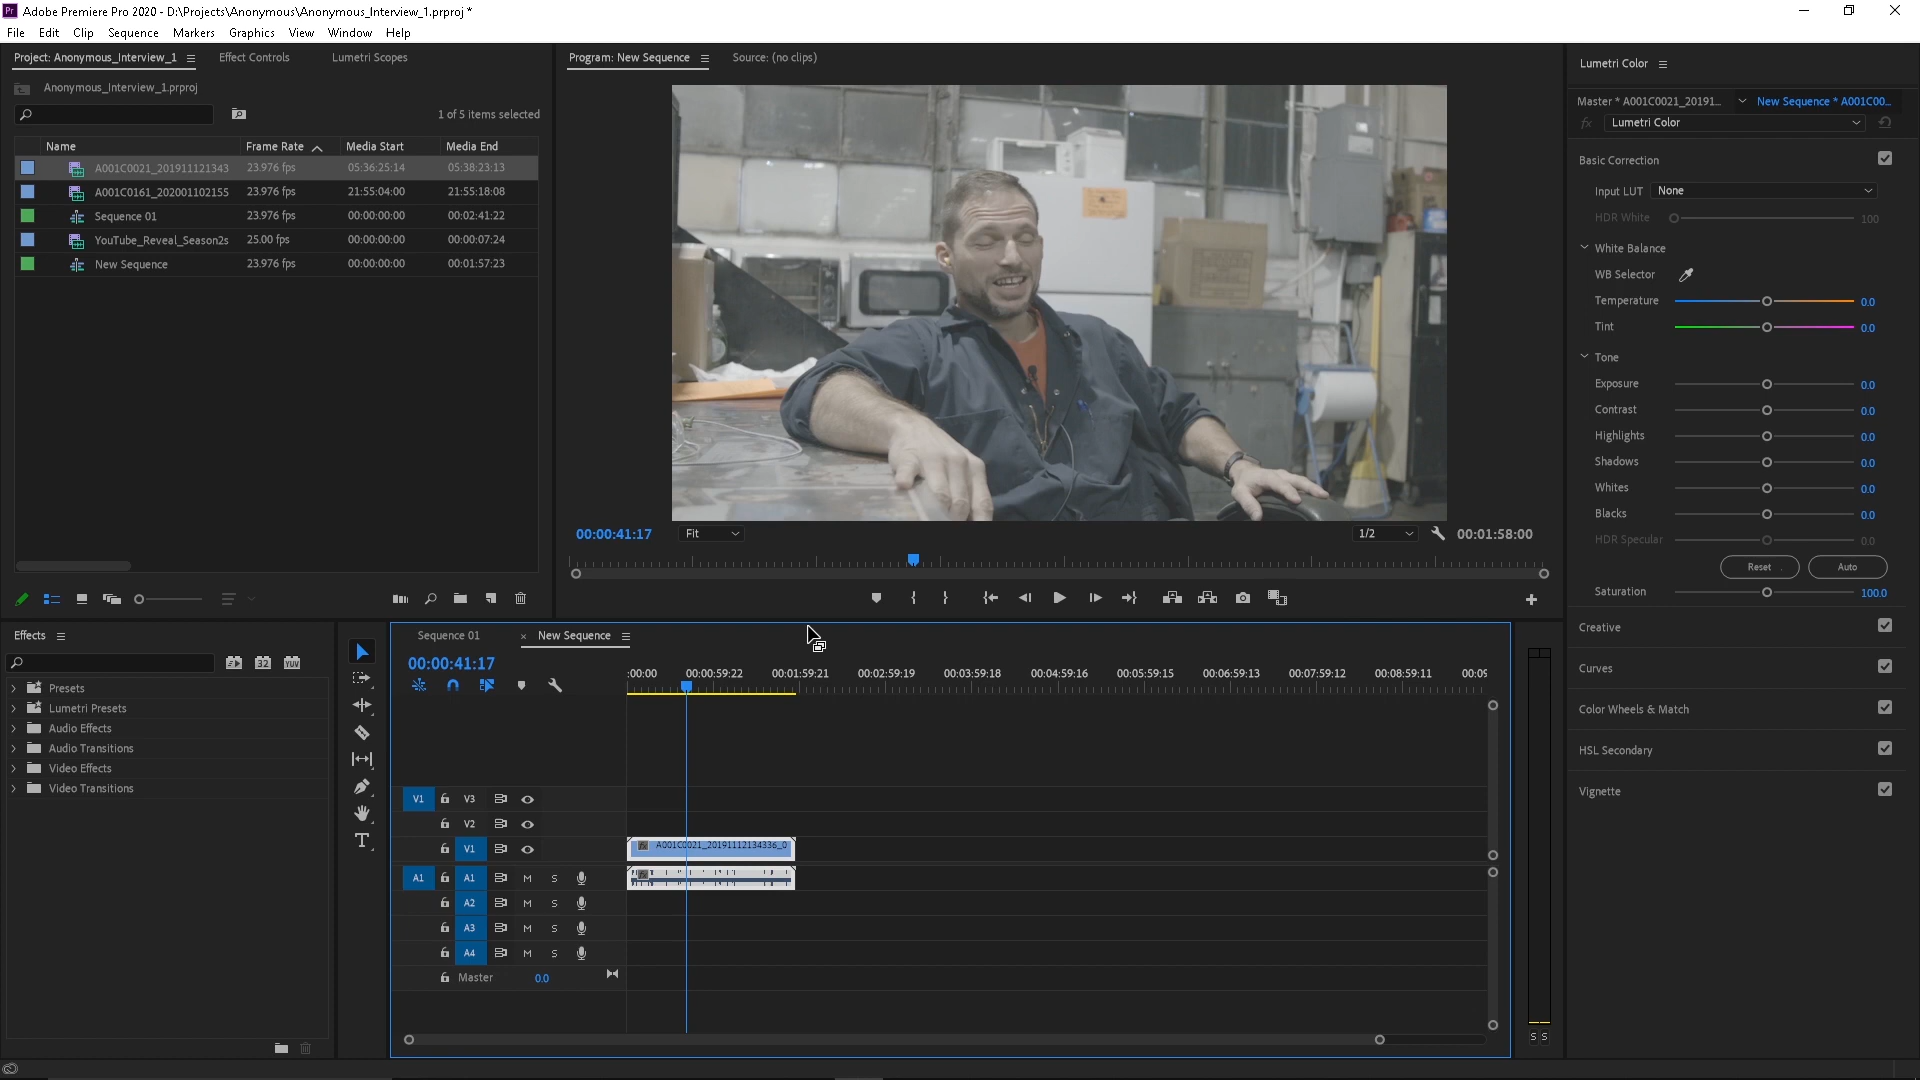 Pr Adobe Premiere Pro 2020 - D:\Projects\Anonymous\Anonymous_Interview_1.prproj *
File Edit Clip Sequence Markers Graphics View Window Help
Project: Anonymous_Interview_1 Effect Controls Lumetri Scopes
Anonymous_Interview_1.prproj
1 of 5 items selected
Name Frame Rate Media Start Media End
A001C0021_201911121343 23.976 fps 05:36:25:14 05:38:23:13
A001C0161_202001102155 23.976 fps 21:55:04:00 21:55:18:08
Sequence 01 23.976 fps 00:00:00:00 00:02:41:22
YouTube_Reveal_Season2s 25.00 fps 00:00:00:00 00:00:07:24
New Sequence 23.976 fps 00:00:00:00 00:01:57:23
Program: New Sequence Source: (no clips)
00:00:41:17 Fit 1/2 00:01:58:00
Lumetri Color
Master * A001C0021_20191... New Sequence * A001C00...
fx Lumetri Color
Basic Correction
Input LUT None
HDR White 100
White Balance
WB Selector
Temperature 0.0
Tint 0.0
Tone
Exposure 0.0
Contrast 0.0
Highlights 0.0
Shadows 0.0
Whites 0.0
Blacks 0.0
HDR Specular 0.0
Reset Auto
Saturation 100.0
Creative
Curves
Color Wheels & Match
HSL Secondary
Vignette
Effects
32 YUV
Presets
Lumetri Presets
Audio Effects
Audio Transitions
Video Effects
Video Transitions
T
Sequence 01 × New Sequence
00:00:41:17
:00:00 00:00:59:22 00:01:59:21 00:02:59:19 00:03:59:18 00:04:59:16 00:05:59:15 00:06:59:13 00:07:59:12 00:08:59:11 00:09
V1 V3
V2
V1 fx A001C0021_20191112134336_0
A1 A1 M S fx
A2 M S
A3 M S
A4 M S
Master 0.0
S S